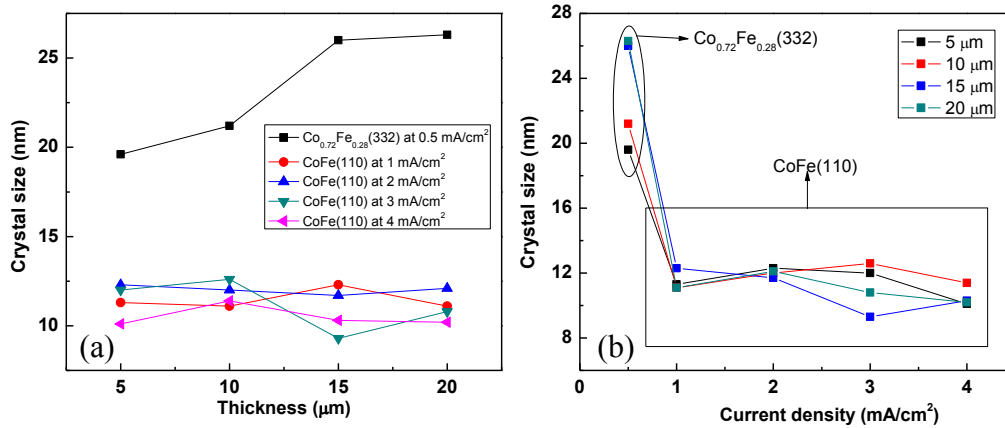 25
20
15
10
Crystal size (nm)
Co0.72Fe0.28(332) at 0.5 mA/cm2
CoFe(110) at 1 mA/cm2
CoFe(110) at 2 mA/cm2
CoFe(110) at 3 mA/cm2
CoFe(110) at 4 mA/cm2
(a)
5 10 15 20
Thickness (μm)
28
24
20
16
12
8
Crystal size (nm)
Co0.72Fe0.28(332)
5 μm
10 μm
15 μm
20 μm
CoFe(110)
(b)
0 1 2 3 4
Current density (mA/cm2)